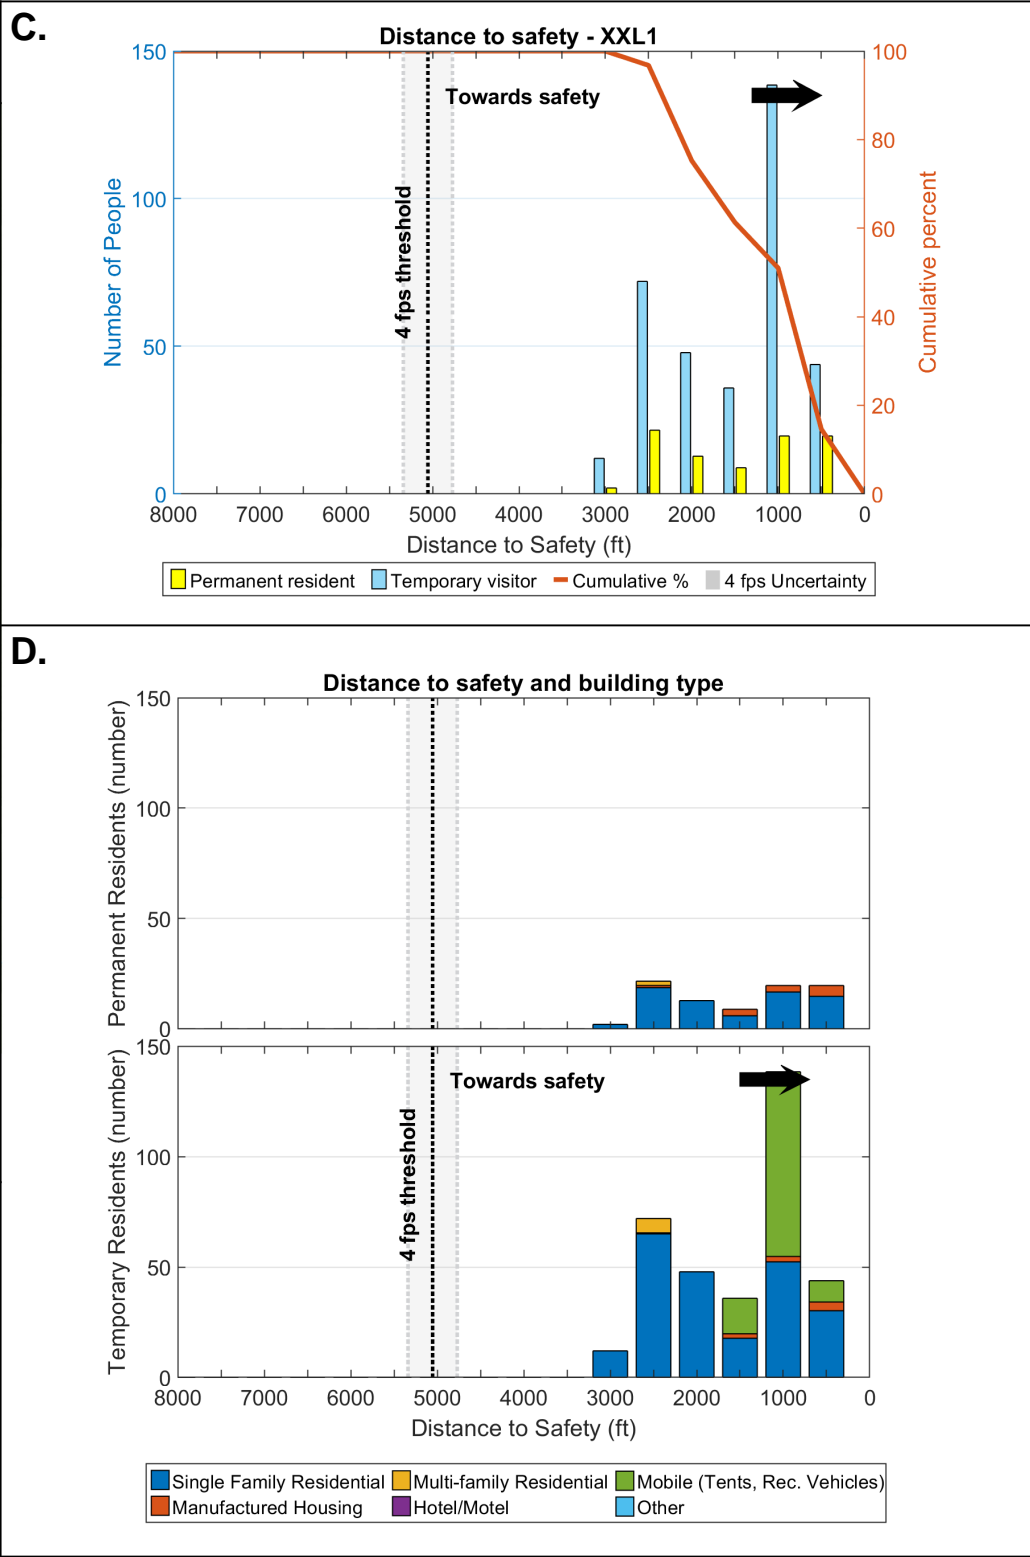 C.
Distance to safety - XXL1
150
100
50
0
Number of People
100
80
60
40
20
0
Cumulative percent
Towards safety
4 fps threshold
8000 7000 6000 5000 4000 3000 2000 1000 0
Distance to Safety (ft)
Permanent resident Temporary visitor Cumulative % 4 fps Uncertainty
D.
Distance to safety and building type
150
100
50
0
Permanent Residents (number)
150
100
50
0
Temporary Residents (number)
Towards safety
4 fps threshold
8000 7000 6000 5000 4000 3000 2000 1000 0
Distance to Safety (ft)
Single Family Residential Multi-family Residential Mobile (Tents, Rec. Vehicles)
Manufactured Housing Hotel/Motel Other